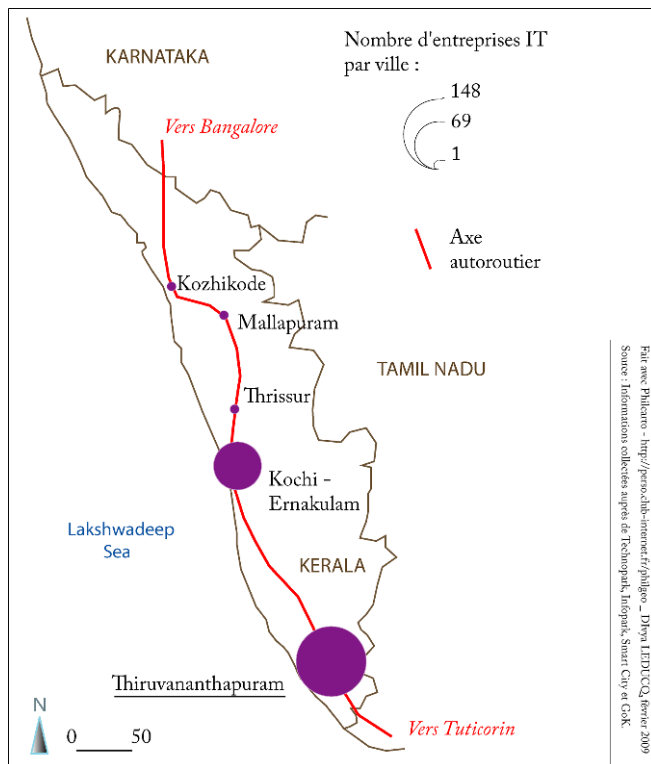 KARNATAKA
Nombre d'entreprises IT
par ville :
148
69
1
Vers Bangalore
Axe
autoroutier
Kozhikode
Mallapuram
TAMIL NADU
Thrissur
Kochi -
Ernakulam
Lakshwadeep
Sea
KERALA
Thiruvananthapuram
Vers Tuticorin
N
0 50
Fair avec Philcarto - http://perso.club-internet.fr/philgeo _ DIvya LEDUCQ, février 2009
Source : Informations collectées auprès de Technopark, Infopark, Smart City et GoK.